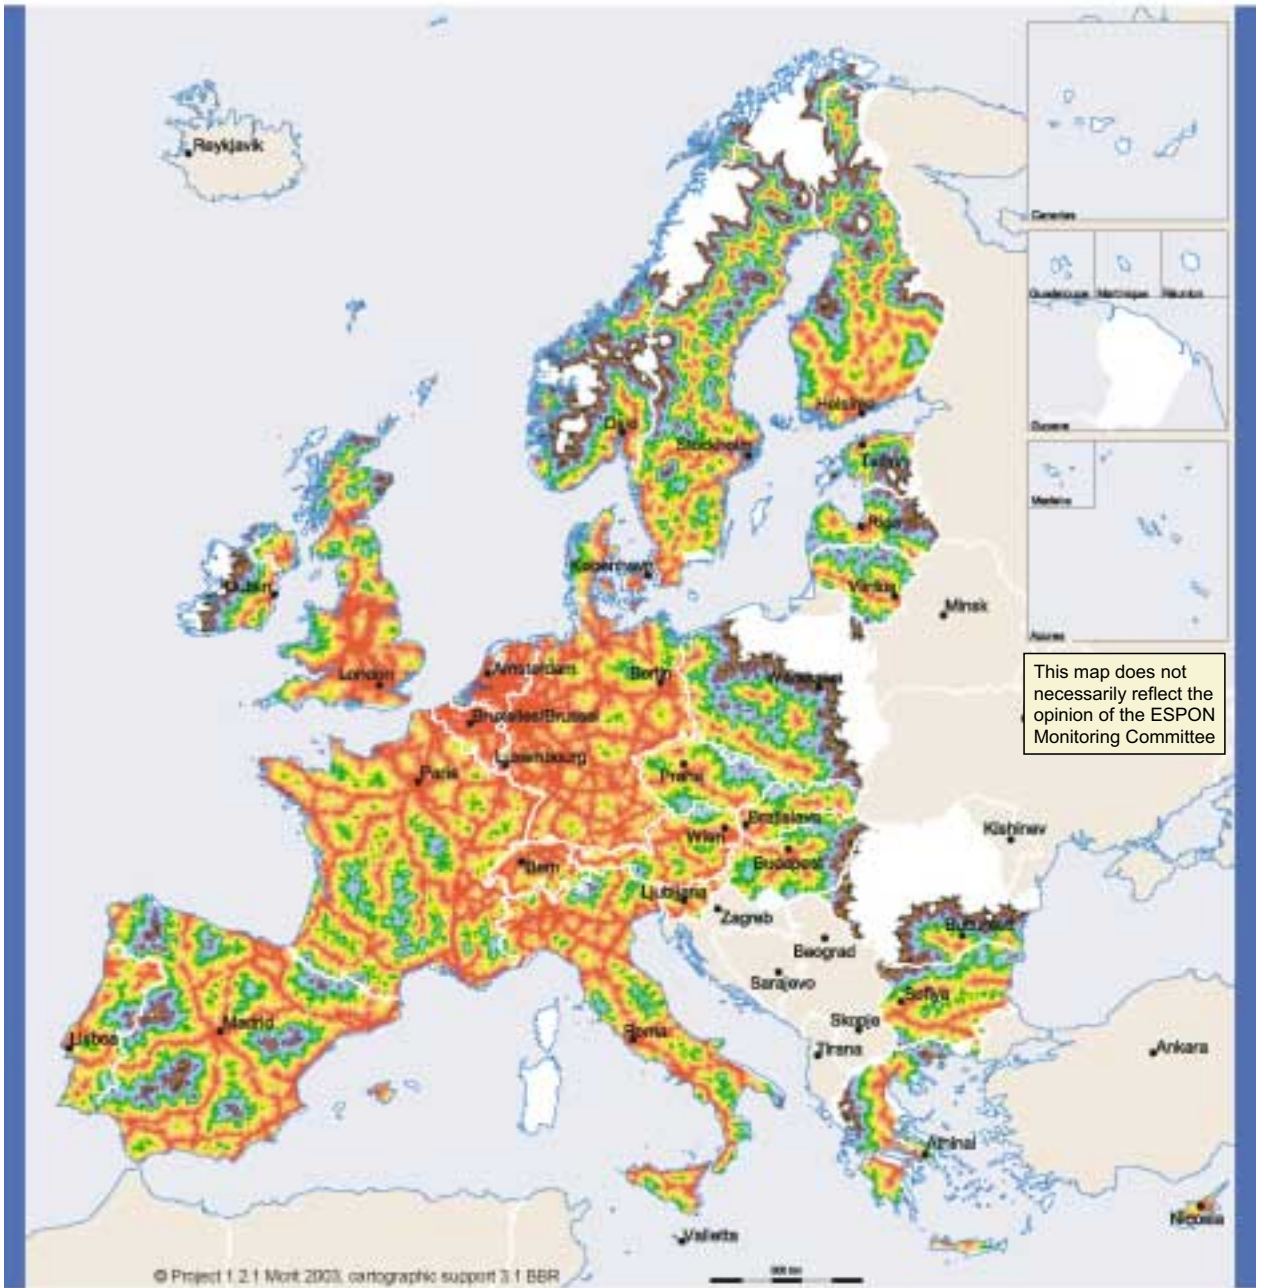 Reykjavik
Canarias
Guadeloupe Martinique Réunion
Guyane
Madeira
Azores
This map does not
necessarily reflect the
opinion of the ESPON
Monitoring Committee
Oslo
Helsinki
Stockholm
Tallinn
Riga
København
Dublin
Vilnius
Minsk
London
Amsterdam
Berlin
Bruxelles/Brussel
Luxembourg
Paris
Praha
Kishinev
Bratislava
Wien
Budapest
Bern
Ljubljana
Zagreb
Beograd
Sarajevo
Sofiya
Madrid
Roma
Skopje
Lisboa
Tirana
Ankara
Athinai
Nicosia
Valletta
© Project 1.2.1 Mcrit 2003, cartographic support 3.1 BBR